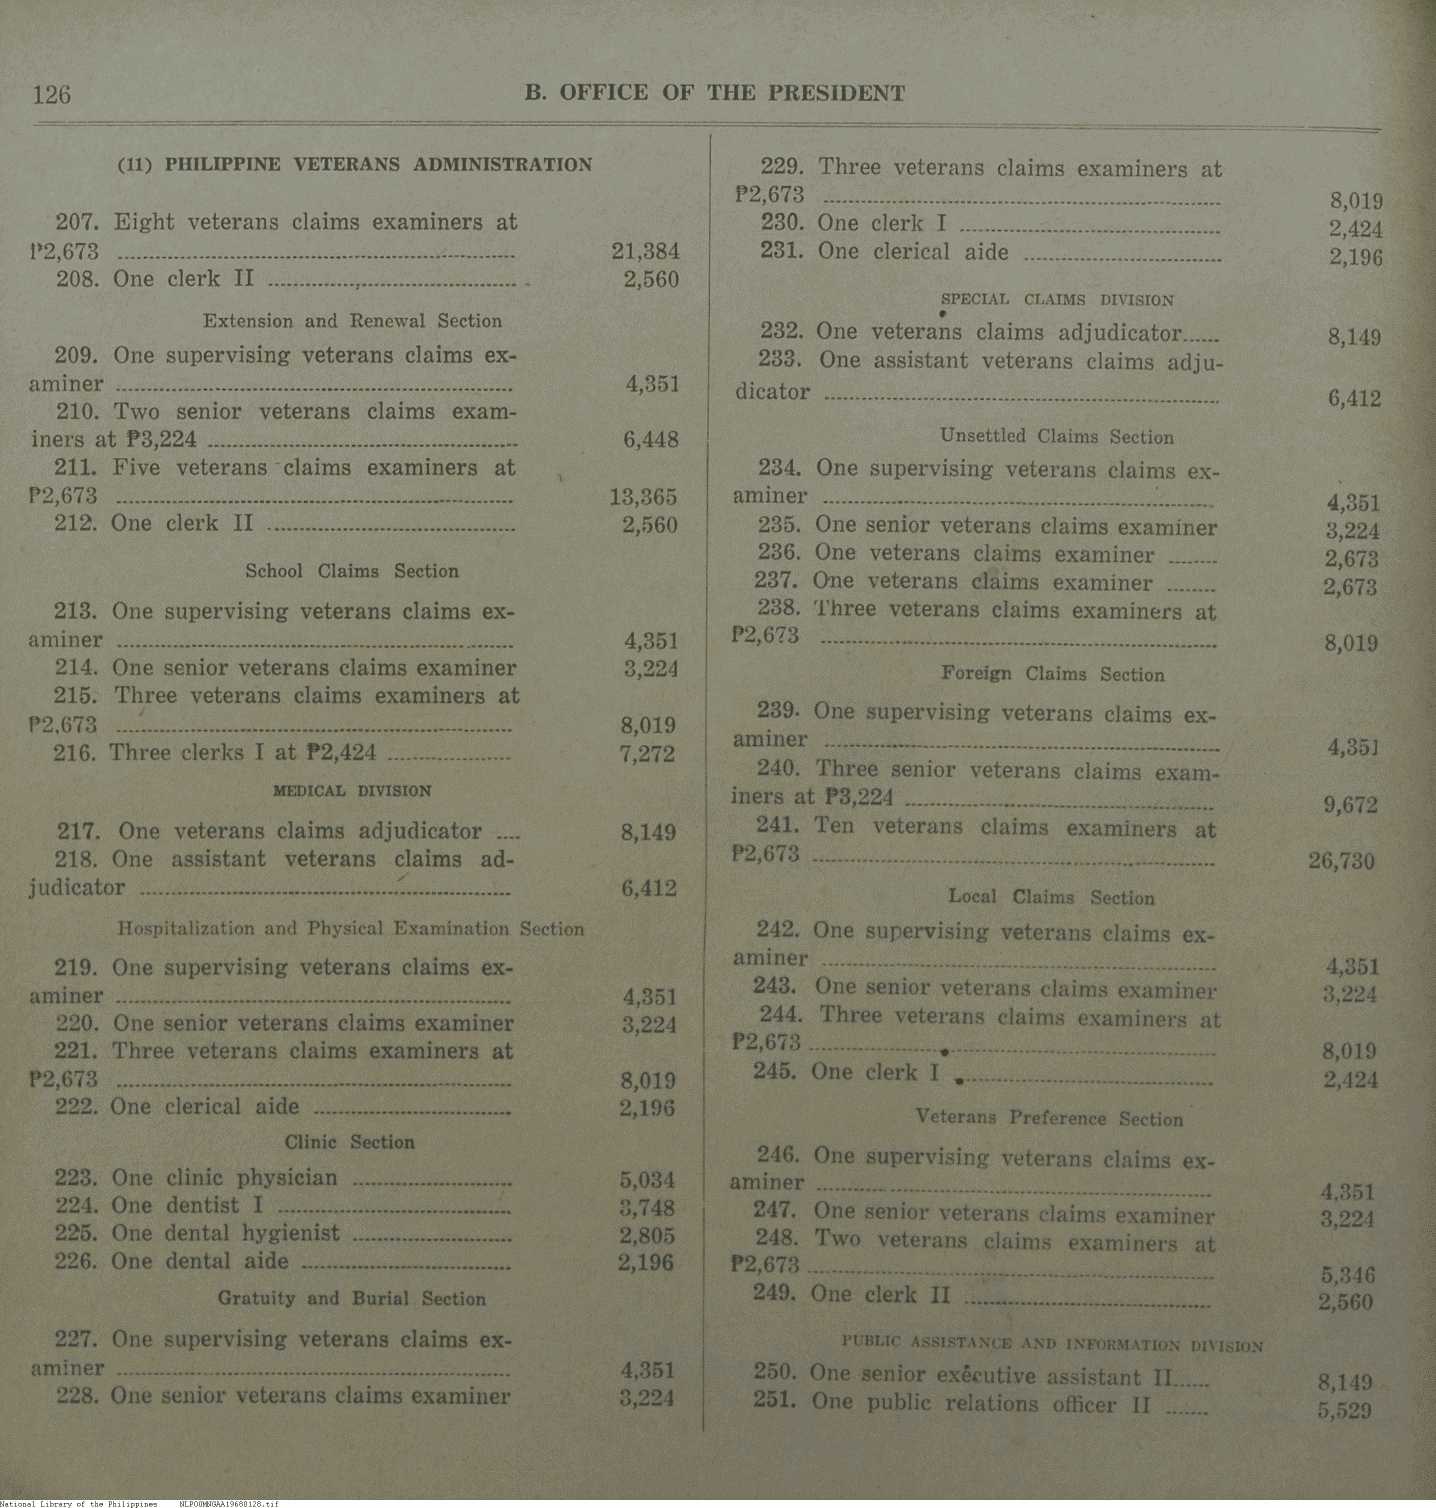 126
B. OFFICE OF THE PRESIDENT
(11) PHILIPPINE VETERANS ADMINISTRATION
207. Eight veterans claims examiners at
₱2,673 ........ 21,384
208. One clerk II ........ 2,560
Extension and Renewal Section
209. One supervising veterans claims ex-
aminer ........ 4,351
210. Two senior veterans claims exam-
iners at ₱3,224 ........ 6,448
211. Five veterans claims examiners at
₱2,673 ........ 13,365
212. One clerk II ........ 2,560
School Claims Section
213. One supervising veterans claims ex-
aminer ........ 4,351
214. One senior veterans claims examiner 3,224
215. Three veterans claims examiners at
₱2,673 ........ 8,019
216. Three clerks I at ₱2,424 ........ 7,272
MEDICAL DIVISION
217. One veterans claims adjudicator .... 8,149
218. One assistant veterans claims ad-
judicator ........ 6,412
Hospitalization and Physical Examination Section
219. One supervising veterans claims ex-
aminer ........ 4,351
220. One senior veterans claims examiner 3,224
221. Three veterans claims examiners at
₱2,673 ........ 8,019
222. One clerical aide ........ 2,196
Clinic Section
223. One clinic physician ........ 5,034
224. One dentist I ........ 3,748
225. One dental hygienist ........ 2,805
226. One dental aide ........ 2,196
Gratuity and Burial Section
227. One supervising veterans claims ex-
aminer ........ 4,351
228. One senior veterans claims examiner 3,224
229. Three veterans claims examiners at
₱2,673 ........ 8,019
230. One clerk I ........ 2,424
231. One clerical aide ........ 2,196
SPECIAL CLAIMS DIVISION
232. One veterans claims adjudicator...... 8,149
233. One assistant veterans claims adju-
dicator ........ 6,412
Unsettled Claims Section
234. One supervising veterans claims ex-
aminer ........ 4,351
235. One senior veterans claims examiner 3,224
236. One veterans claims examiner ........ 2,673
237. One veterans claims examiner ........ 2,673
238. Three veterans claims examiners at
₱2,673 ........ 8,019
Foreign Claims Section
239. One supervising veterans claims ex-
aminer ........ 4,351
240. Three senior veterans claims exam-
iners at ₱3,224 ........ 9,672
241. Ten veterans claims examiners at
₱2,673 ........ 26,730
Local Claims Section
242. One supervising veterans claims ex-
aminer ........ 4,351
243. One senior veterans claims examiner 3,224
244. Three veterans claims examiners at
₱2,673 ........ 8,019
245. One clerk I ........ 2,424
Veterans Preference Section
246. One supervising veterans claims ex-
aminer ........ 4,351
247. One senior veterans claims examiner 3,224
248. Two veterans claims examiners at
₱2,673 ........ 5,346
249. One clerk II ........ 2,560
PUBLIC ASSISTANCE AND INFORMATION DIVISION
250. One senior executive assistant II...... 8,149
251. One public relations officer II ....... 5,529
National Library of the Philippines NLPOOMNGAA19680128.tif